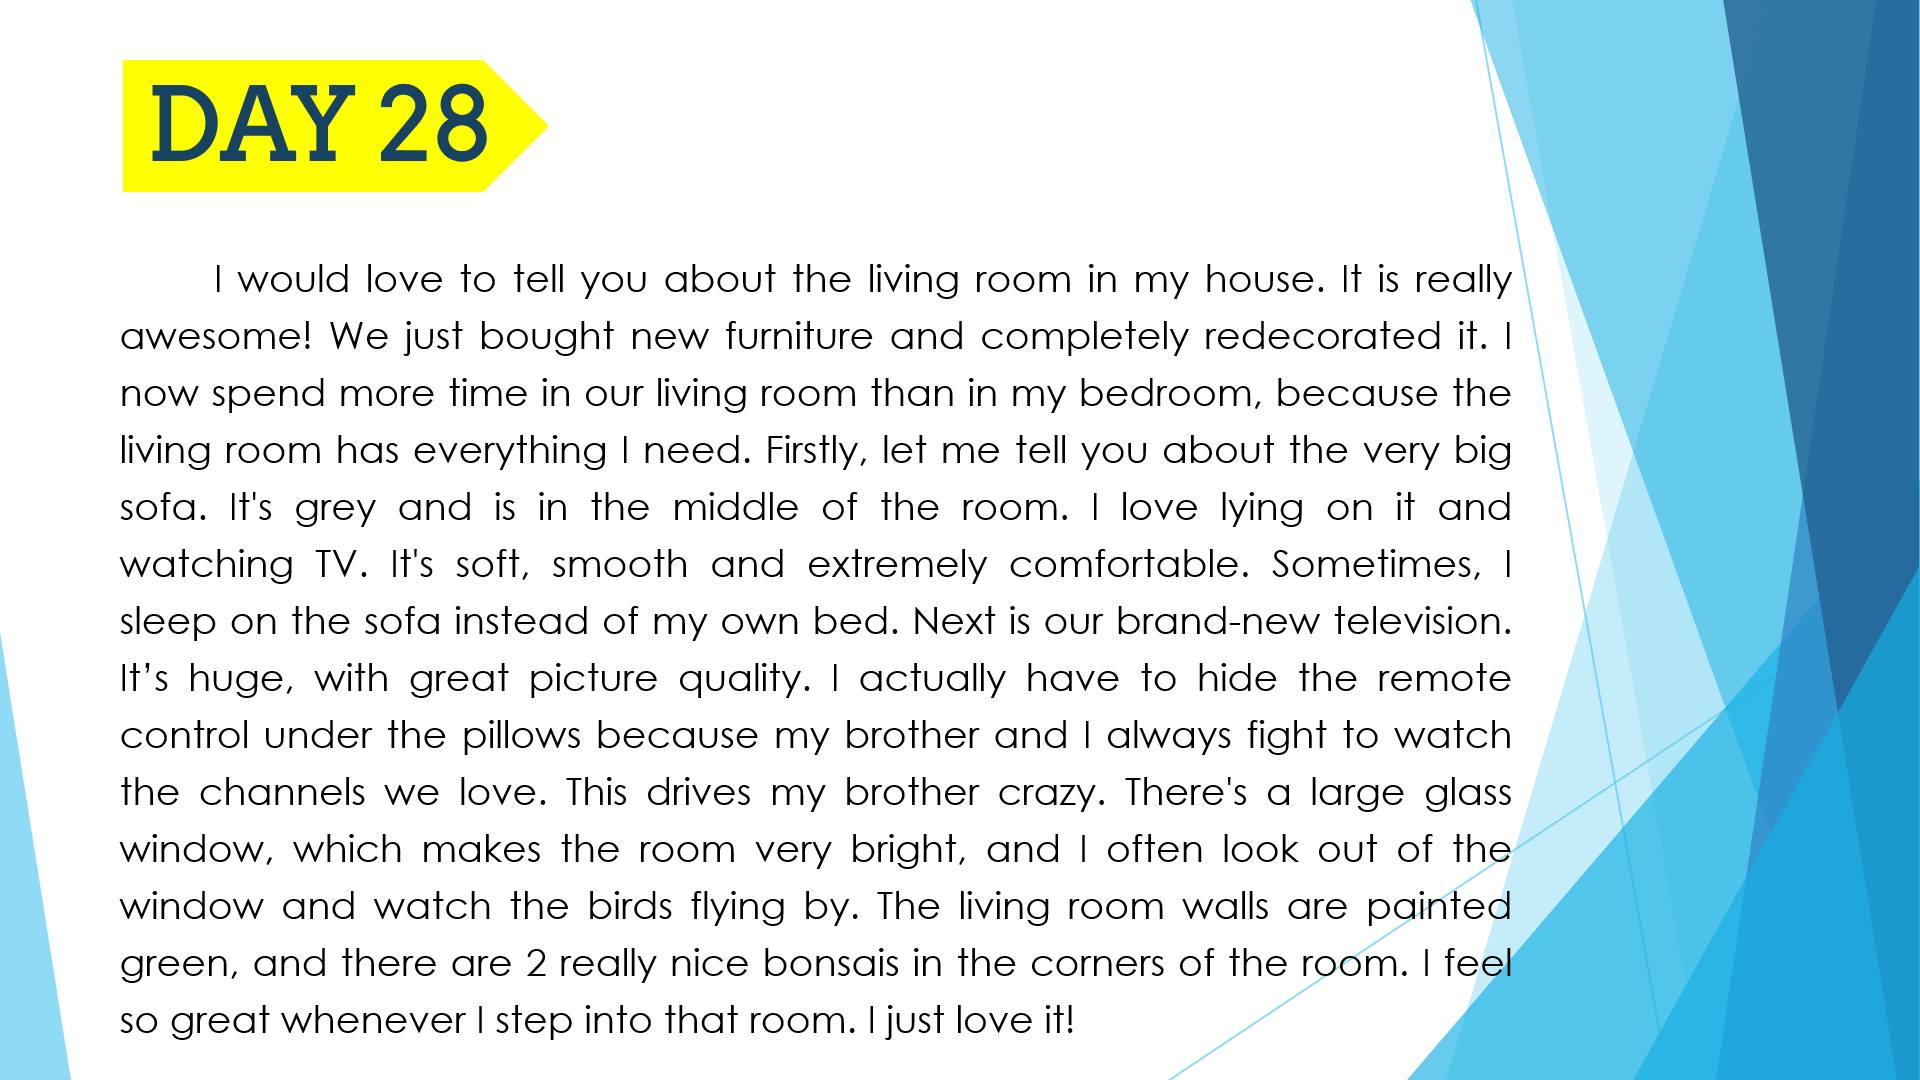 DAY 28
I would love to tell you about the living room in my house. It is really
awesome! We just bought new furniture and completely redecorated it. I
now spend more time in our living room than in my bedroom, because the
living room has everything I need. Firstly, let me tell you about the very big
sofa. It's grey and is in the middle of the room. I love lying on it and
watching TV. It's soft, smooth and extremely comfortable. Sometimes, I
sleep on the sofa instead of my own bed. Next is our brand-new television.
It’s huge, with great picture quality. I actually have to hide the remote
control under the pillows because my brother and I always fight to watch
the channels we love. This drives my brother crazy. There's a large glass
window, which makes the room very bright, and I often look out of the
window and watch the birds flying by. The living room walls are painted
green, and there are 2 really nice bonsais in the corners of the room. I feel
so great whenever I step into that room. I just love it!